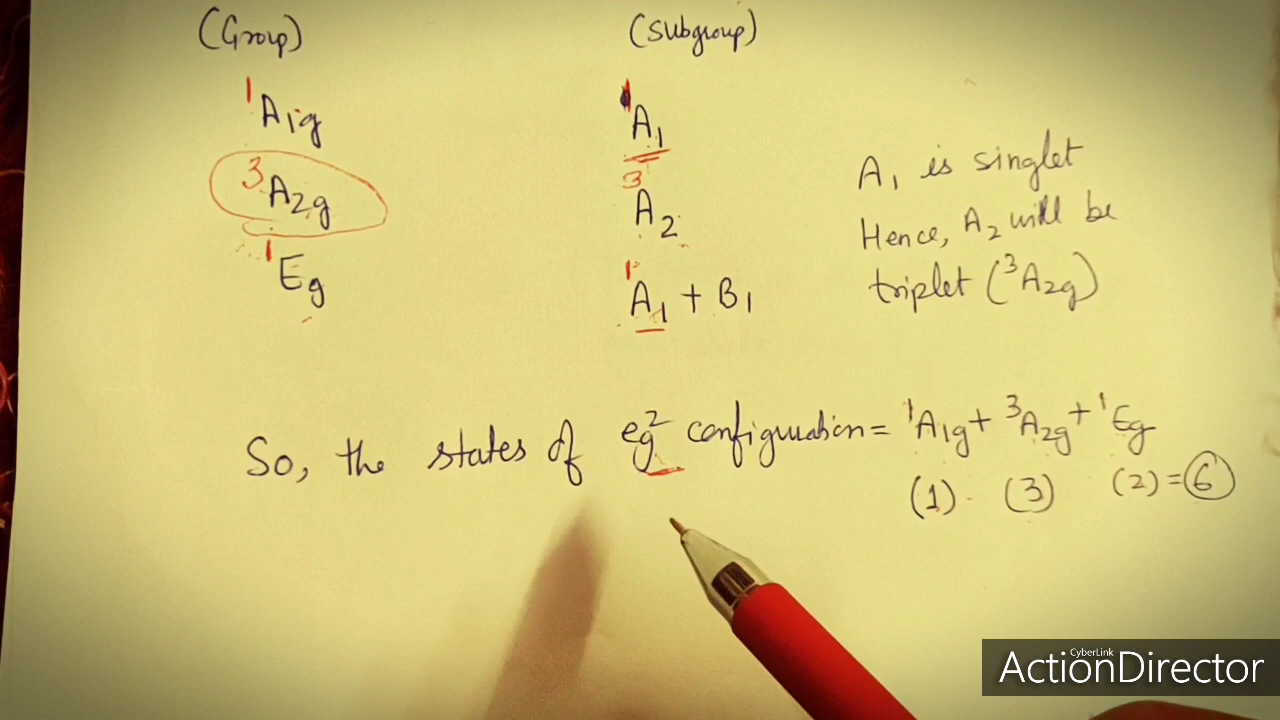 (Group) (Subgroup)
¹A₁g ¹A₁
³A₂g ³A₂
¹Eg ¹A₁ + B₁
A₁ is singlet
Hence, A₂ will be
triplet (³A₂g)
So, the states of eg² configuration = ¹A₁g + ³A₂g + ¹Eg
(1) (3) (2) = 6
CyberLink
ActionDirector